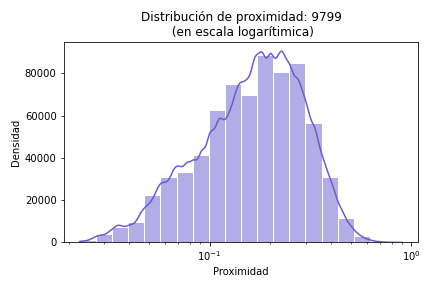 Distribución de proximidad: 9799
(en escala logarítimica)
Densidad
80000
60000
40000
20000
0
10⁻¹
10⁰
Proximidad